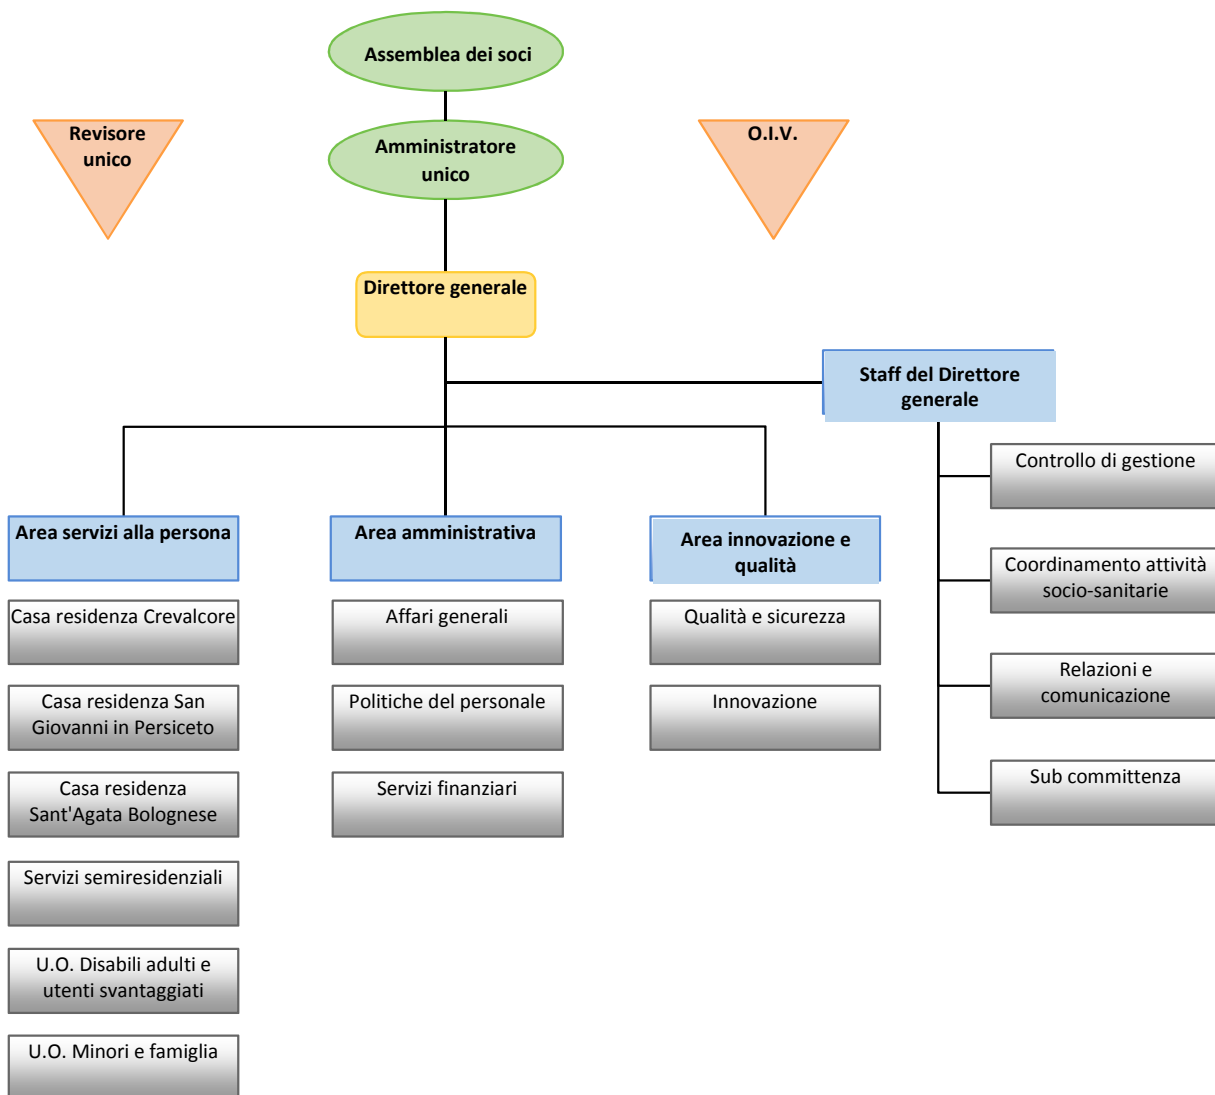 Assemblea dei soci
Revisore
unico
Amministratore
unico
O.I.V.
Direttore generale
Staff del Direttore
generale
Controllo di gestione
Coordinamento attività
socio-sanitarie
Relazioni e
comunicazione
Sub committenza
Area servizi alla persona
Casa residenza Crevalcore
Casa residenza San
Giovanni in Persiceto
Casa residenza
Sant'Agata Bolognese
Servizi semiresidenziali
U.O. Disabili adulti e
utenti svantaggiati
U.O. Minori e famiglia
Area amministrativa
Affari generali
Politiche del personale
Servizi finanziari
Area innovazione e
qualità
Qualità e sicurezza
Innovazione